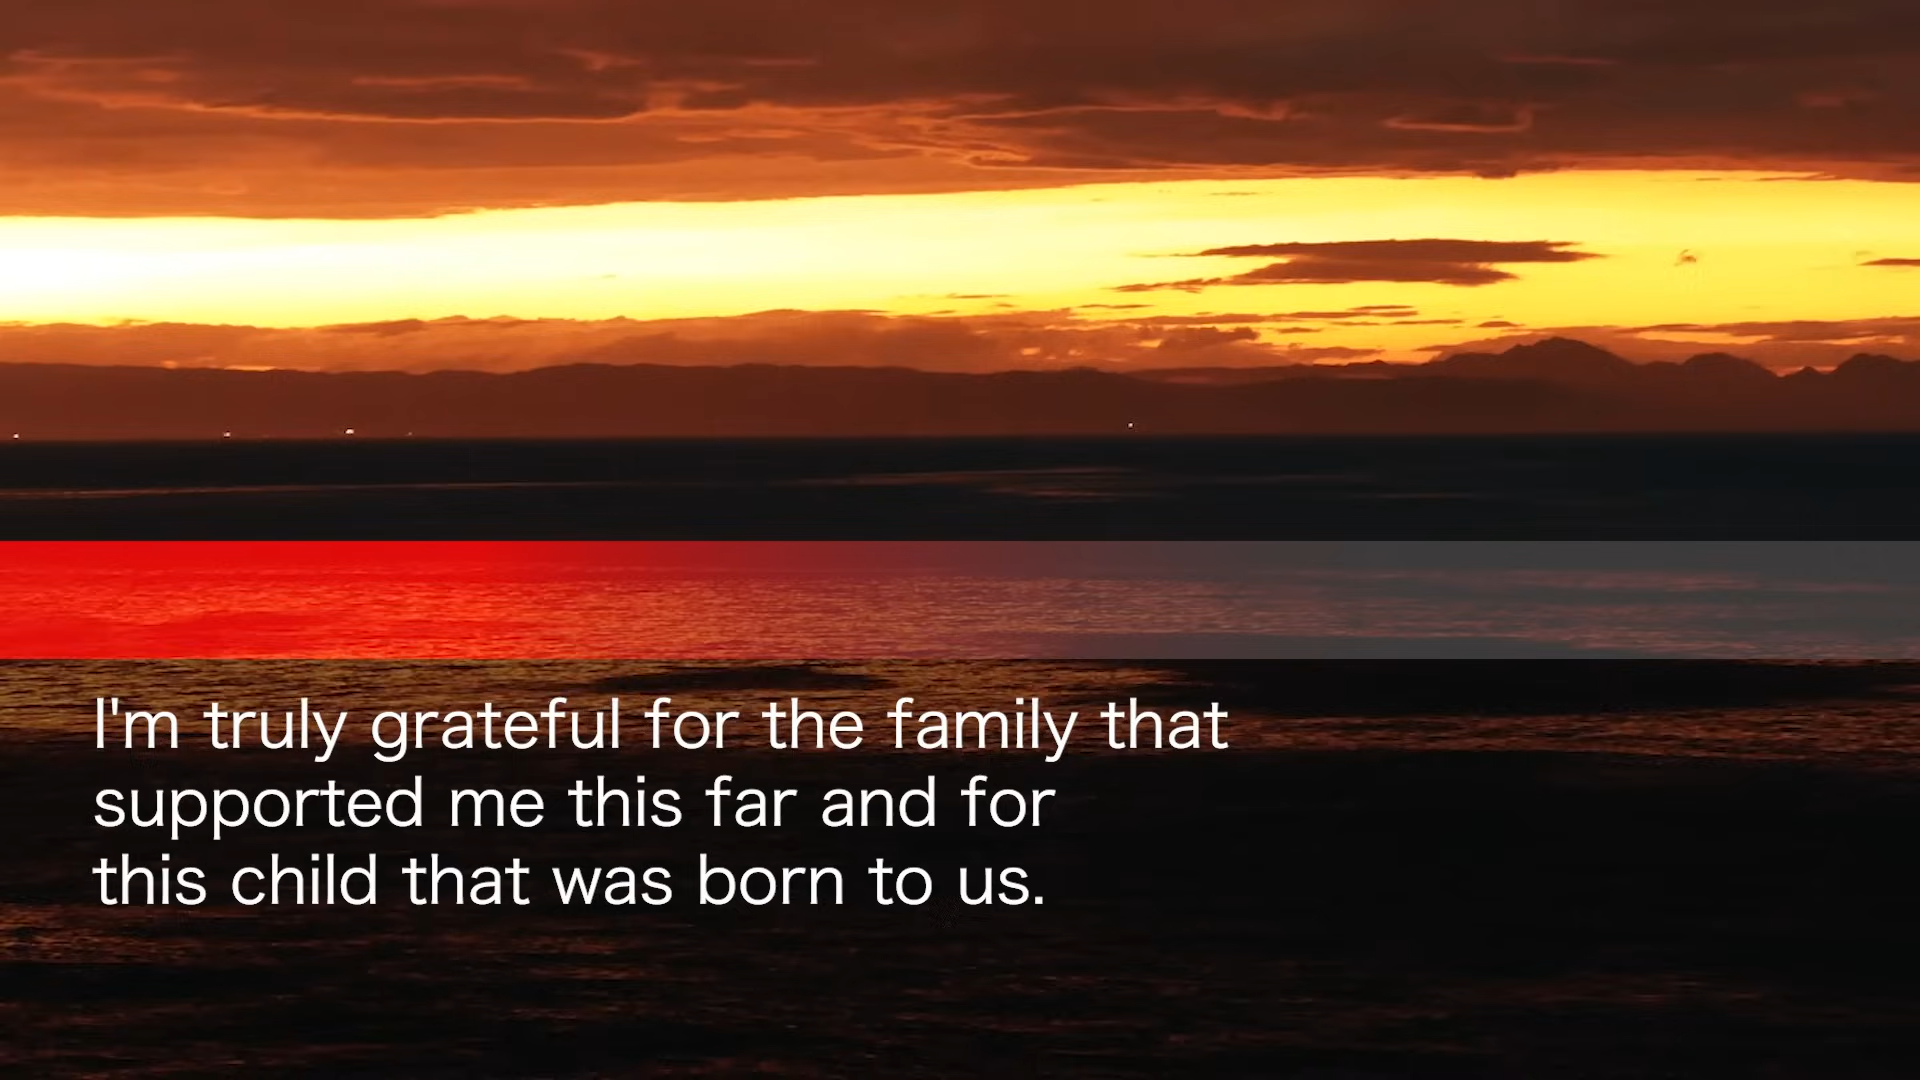 I'm truly grateful for the family that
supported me this far and for
this child that was born to us.